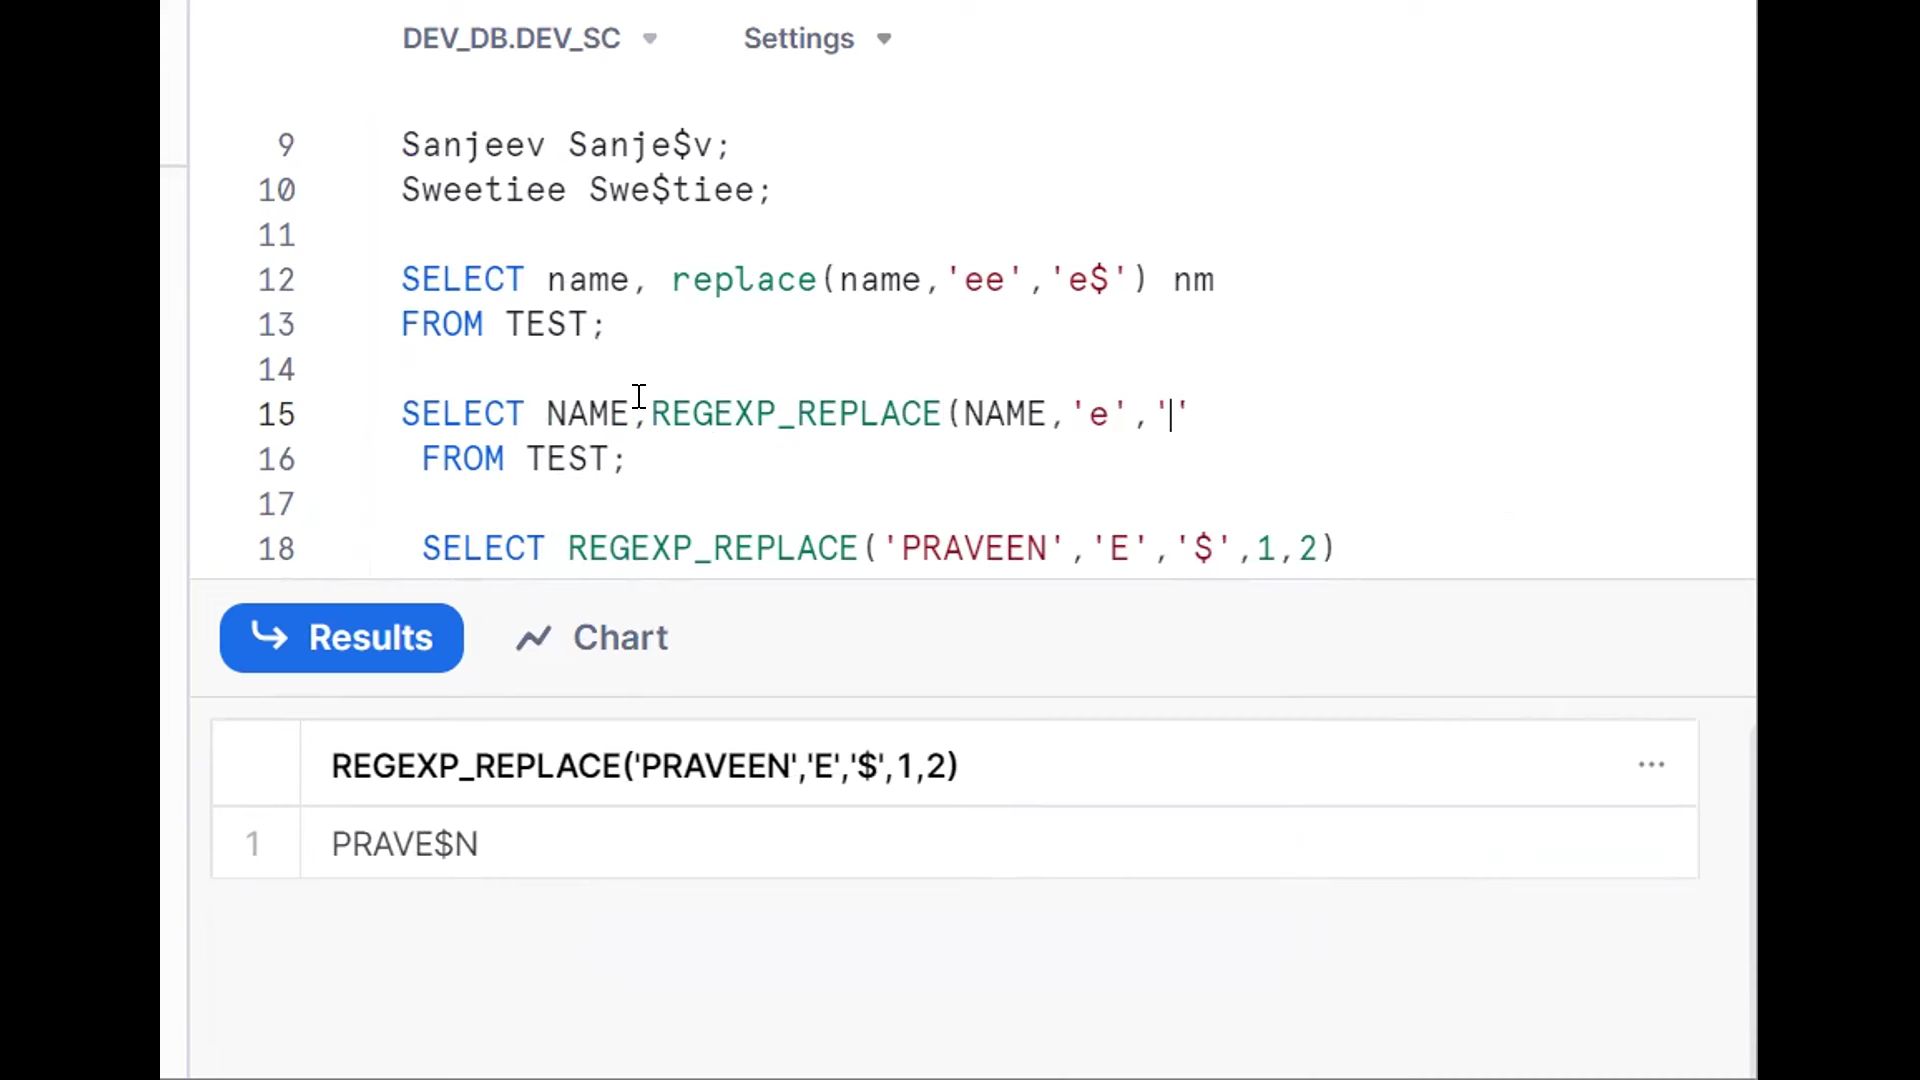 DEV_DB.DEV_SC Settings
9 Sanjeev Sanje$v;
10 Sweetiee Swe$tiee;
11
12 SELECT name, replace(name,'ee','e$') nm
13 FROM TEST;
14
15 SELECT NAME,REGEXP_REPLACE(NAME,'e',''
16 FROM TEST;
17
18 SELECT REGEXP_REPLACE('PRAVEEN','E','$',1,2)
Results Chart
REGEXP_REPLACE('PRAVEEN','E','$',1,2) ...
1 PRAVE$N